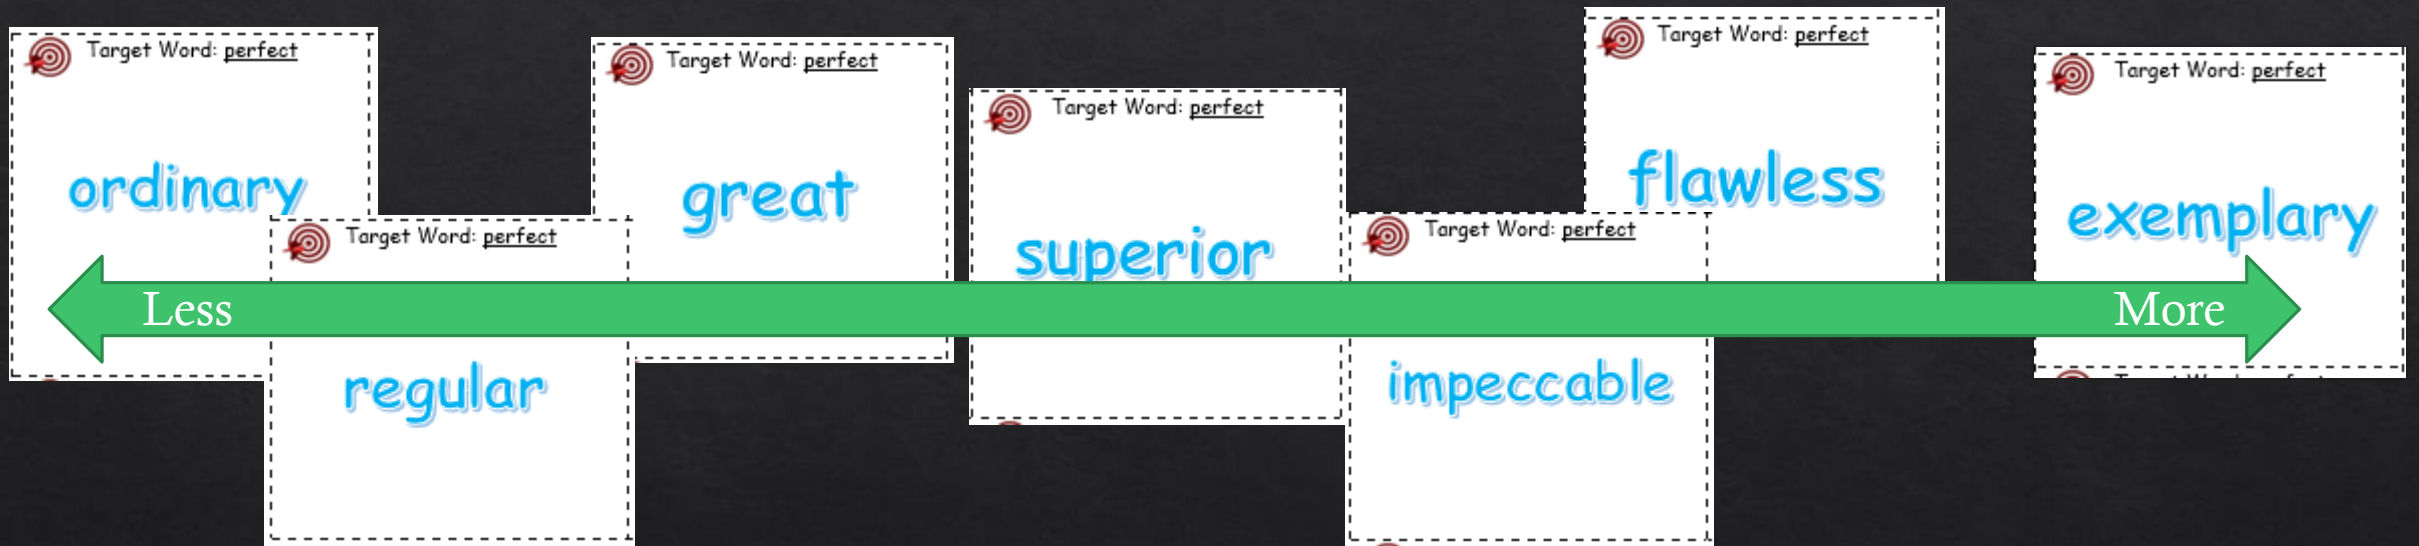 Target Word: perfect
ordinary
Target Word: perfect
regular
Target Word: perfect
great
Target Word: perfect
superior
Target Word: perfect
impeccable
Target Word: perfect
flawless
Target Word: perfect
exemplary
Less
More